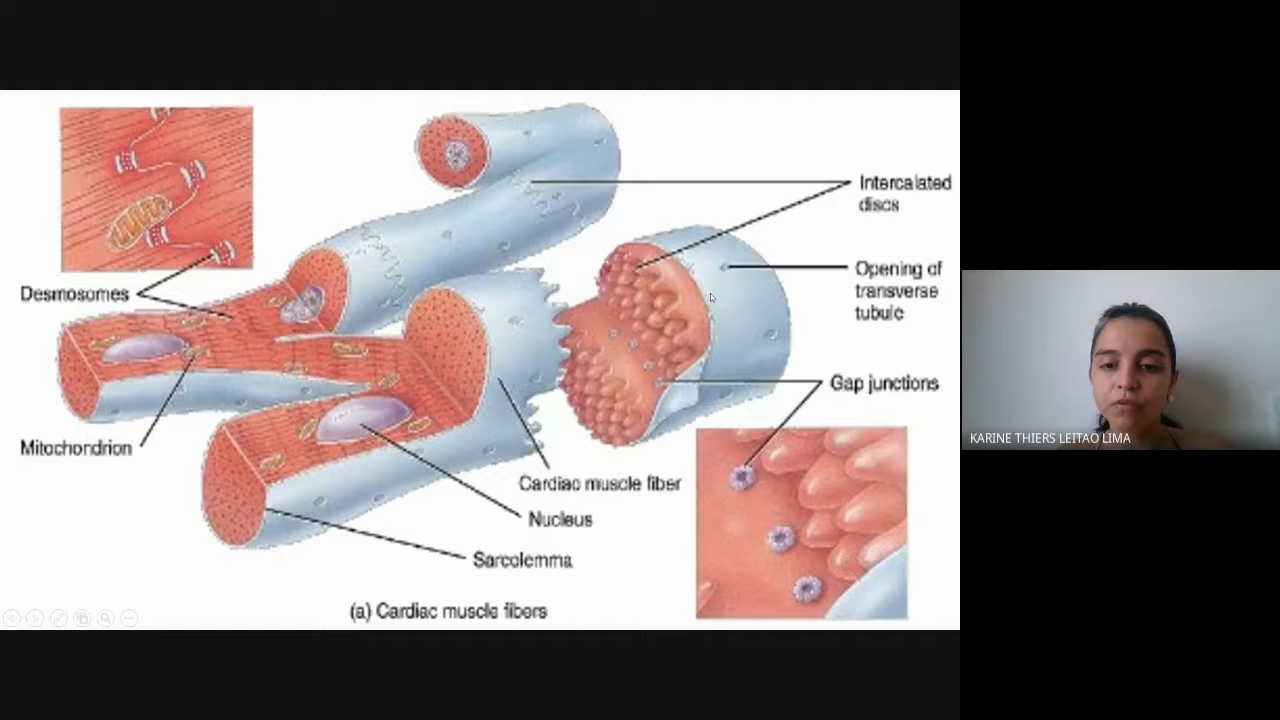 Intercalated
discs
Opening of
transverse
tubule
Desmosomes
Gap junctions
Mitochondrion
KARINE THIERS LEITAO LIMA
Cardiac muscle fiber
Nucleus
Sarcolemma
(a) Cardiac muscle fibers